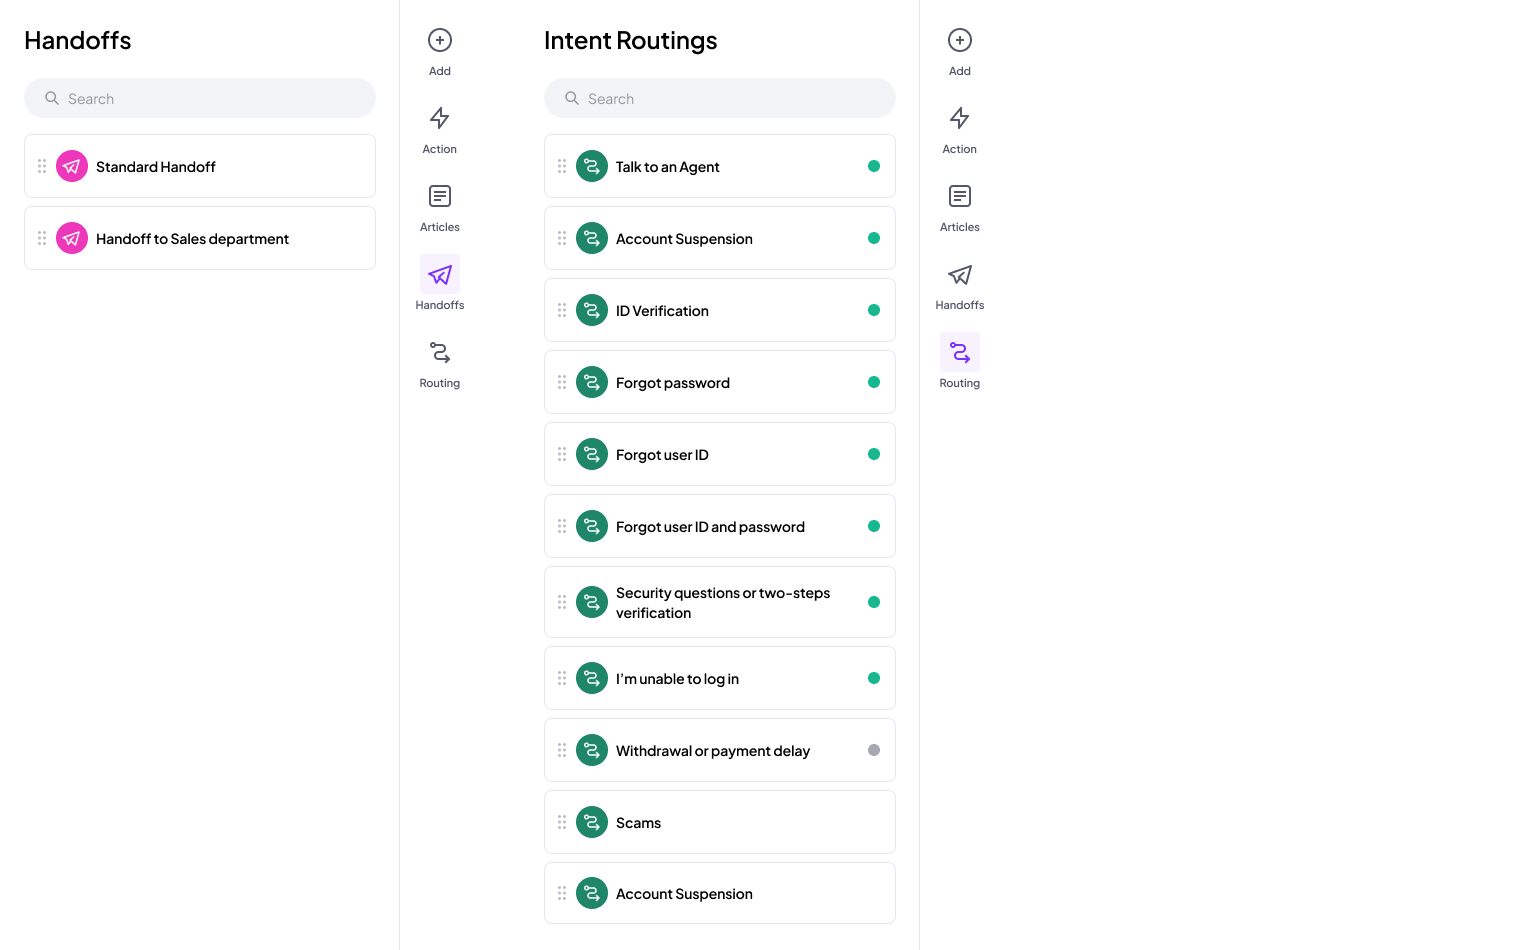 Handoffs
Search
Standard Handoff
Handoff to Sales department
Add
Action
Articles
Handoffs
Routing
Intent Routings
Search
Talk to an Agent
Account Suspension
ID Verification
Forgot password
Forgot user ID
Forgot user ID and password
Security questions or two-steps
verification
I’m unable to log in
Withdrawal or payment delay
Scams
Account Suspension
Add
Action
Articles
Handoffs
Routing